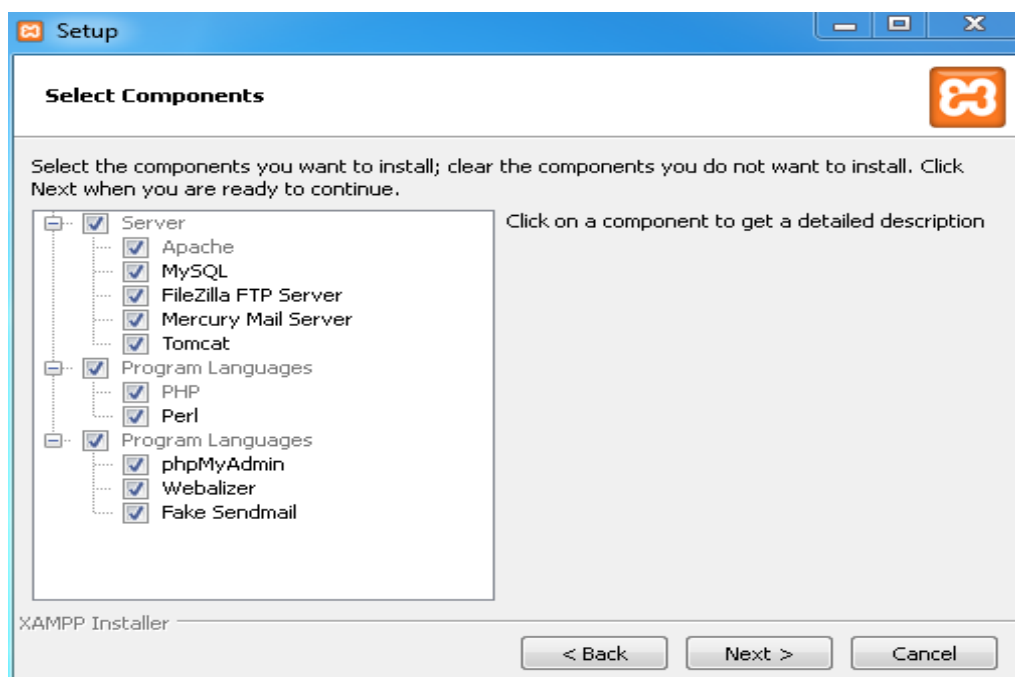 Setup
Select Components
Select the components you want to install; clear the components you do not want to install. Click
Next when you are ready to continue.
Server
Apache
MySQL
FileZilla FTP Server
Mercury Mail Server
Tomcat
Program Languages
PHP
Perl
Program Languages
phpMyAdmin
Webalizer
Fake Sendmail
Click on a component to get a detailed description
XAMPP Installer
< Back
Next >
Cancel